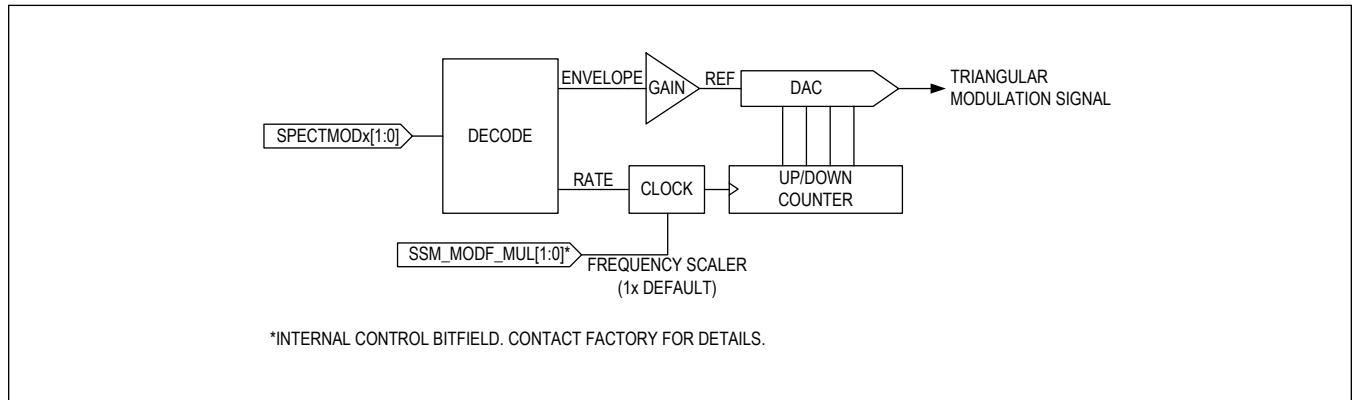 ENVELOPE
GAIN
REF
DAC
TRIANGULAR
MODULATION SIGNAL
SPECTMODx[1:0]
DECODE
RATE
CLOCK
UP/DOWN
COUNTER
SSM_MODF_MUL[1:0]*
FREQUENCY SCALER
(1x DEFAULT)
*INTERNAL CONTROL BITFIELD. CONTACT FACTORY FOR DETAILS.